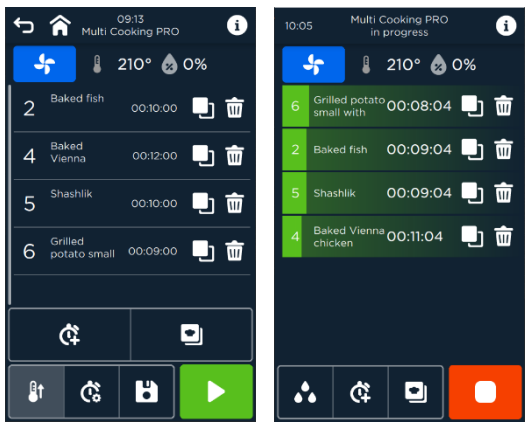 09:13
Multi Cooking PRO
i
210°
%
0%
2
Baked fish
00:10:00
4
Baked
Vienna
00:12:00
5
Shashlik
00:10:00
6
Grilled
potato small
00:09:00
10:05
Multi Cooking PRO
in progress
i
210°
%
0%
6
Grilled potato
small with
00:08:04
2
Baked fish
00:09:04
5
Shashlik
00:09:04
4
Baked Vienna
chicken
00:11:04